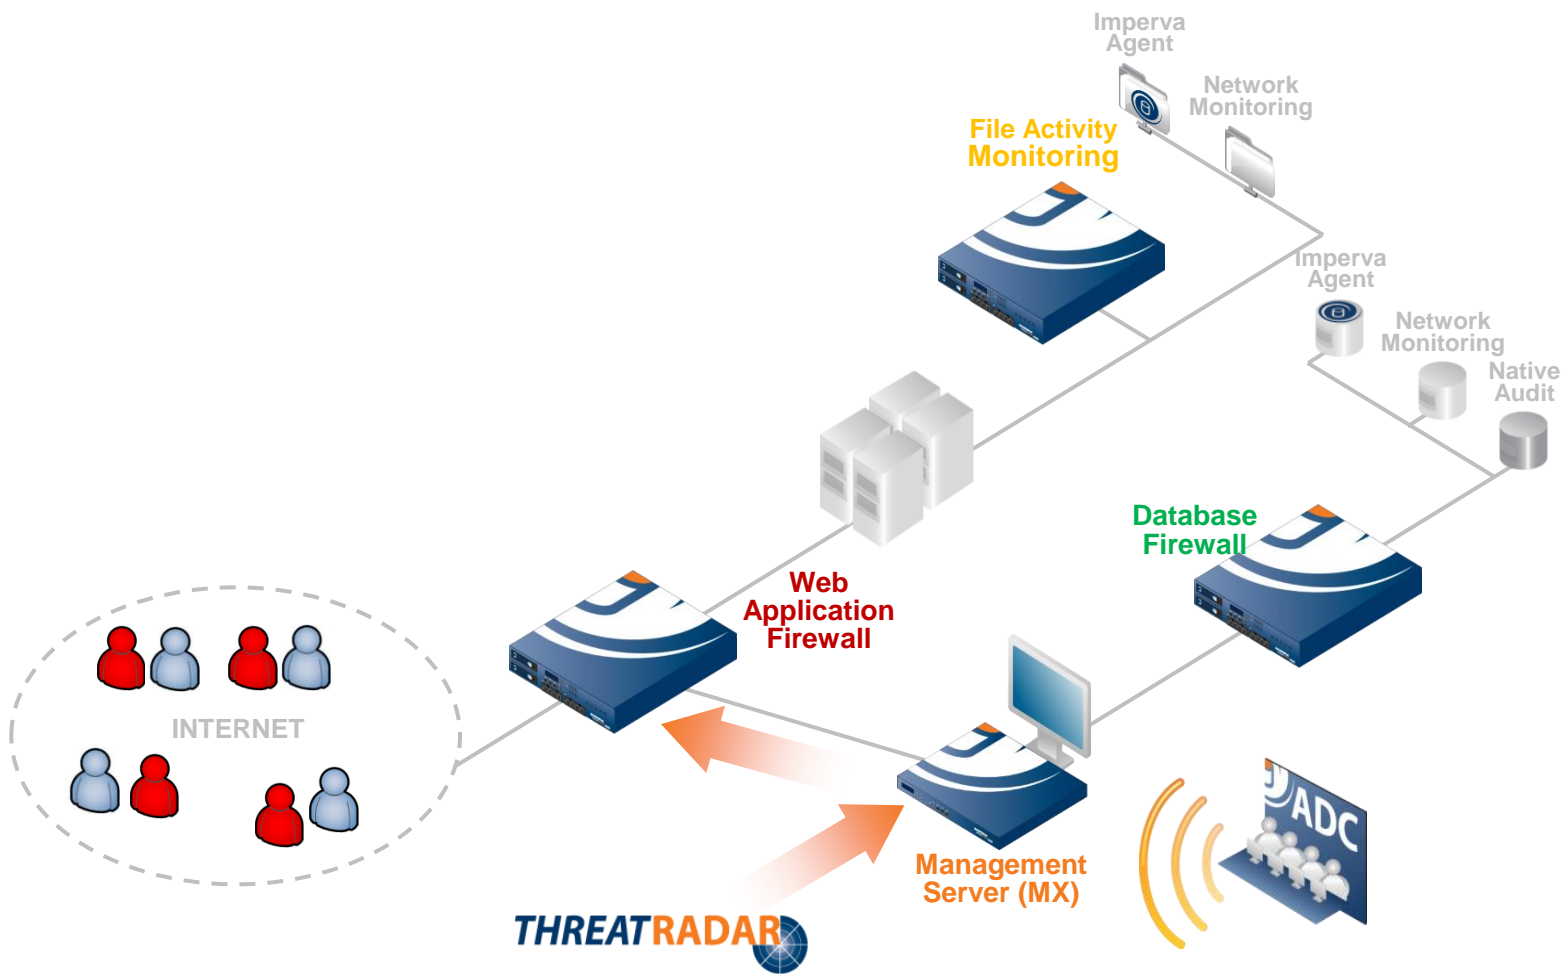 Imperva
Agent
Network
Monitoring
File Activity
Monitoring
Imperva
Agent
Network
Monitoring
Native
Audit
Database
Firewall
Web
Application
Firewall
INTERNET
ADC
Management
Server (MX)
THREATRADAR